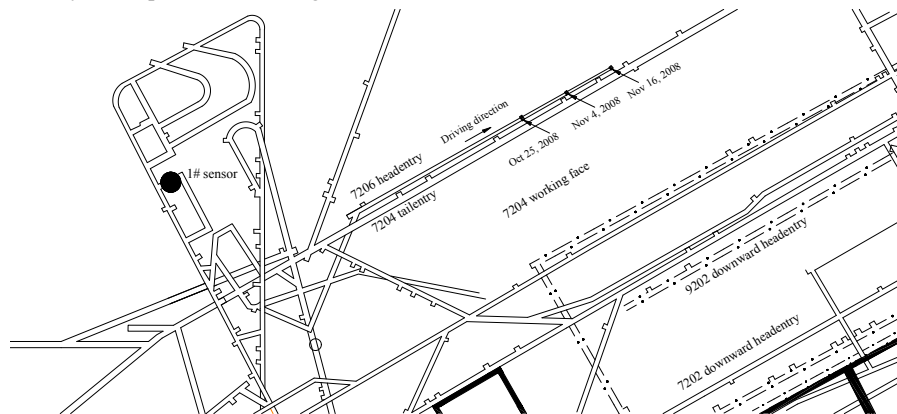 Nov 16, 2008
Nov 4, 2008
Oct 25, 2008
Driving direction
1# sensor
7206 headentry
7204 tailentry
7204 working face
9202 downward headentry
7202 downward headentry